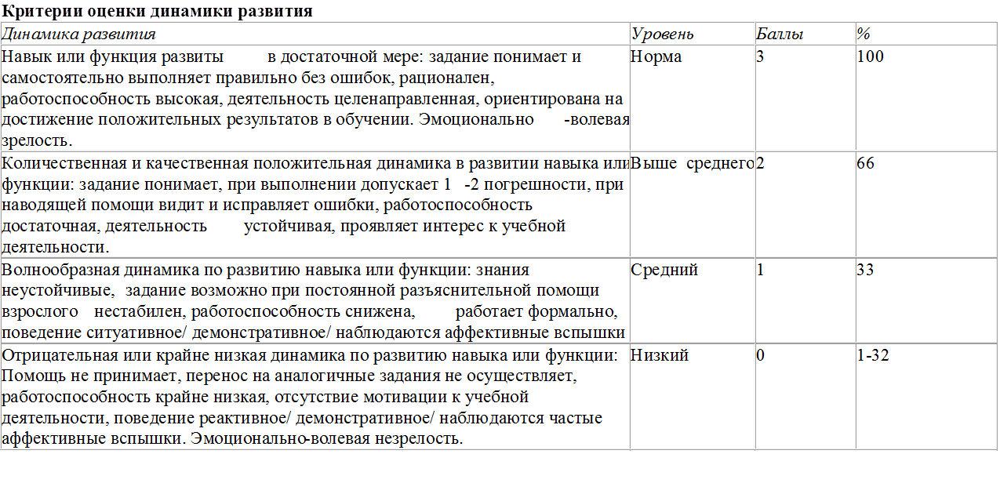 Критерии оценки динамики развития
Динамика развития Уровень Баллы %
Навык или функция развиты в достаточной мере: задание понимает и Норма 3 100
самостоятельно выполняет правильно без ошибок, рационален,
работоспособность высокая, деятельность целенаправленная, ориентирована на
достижение положительных результатов в обучении. Эмоционально -волевая
зрелость.
Количественная и качественная положительная динамика в развитии навыка или Выше среднего 2 66
функции: задание понимает, при выполнении допускает 1 -2 погрешности, при
наводящей помощи видит и исправляет ошибки, работоспособность
достаточная, деятельность устойчивая, проявляет интерес к учебной
деятельности.
Волнообразная динамика по развитию навыка или функции: знания Средний 1 33
неустойчивые, задание возможно при постоянной разъяснительной помощи
взрослого нестабилен, работоспособность снижена, работает формально,
поведение ситуативное/ демонстративное/ наблюдаются аффективные вспышки
Отрицательная или крайне низкая динамика по развитию навыка или функции: Низкий 0 1-32
Помощь не принимает, перенос на аналогичные задания не осуществляет,
работоспособность крайне низкая, отсутствие мотивации к учебной
деятельности, поведение реактивное/ демонстративное/ наблюдаются частые
аффективные вспышки. Эмоционально-волевая незрелость.